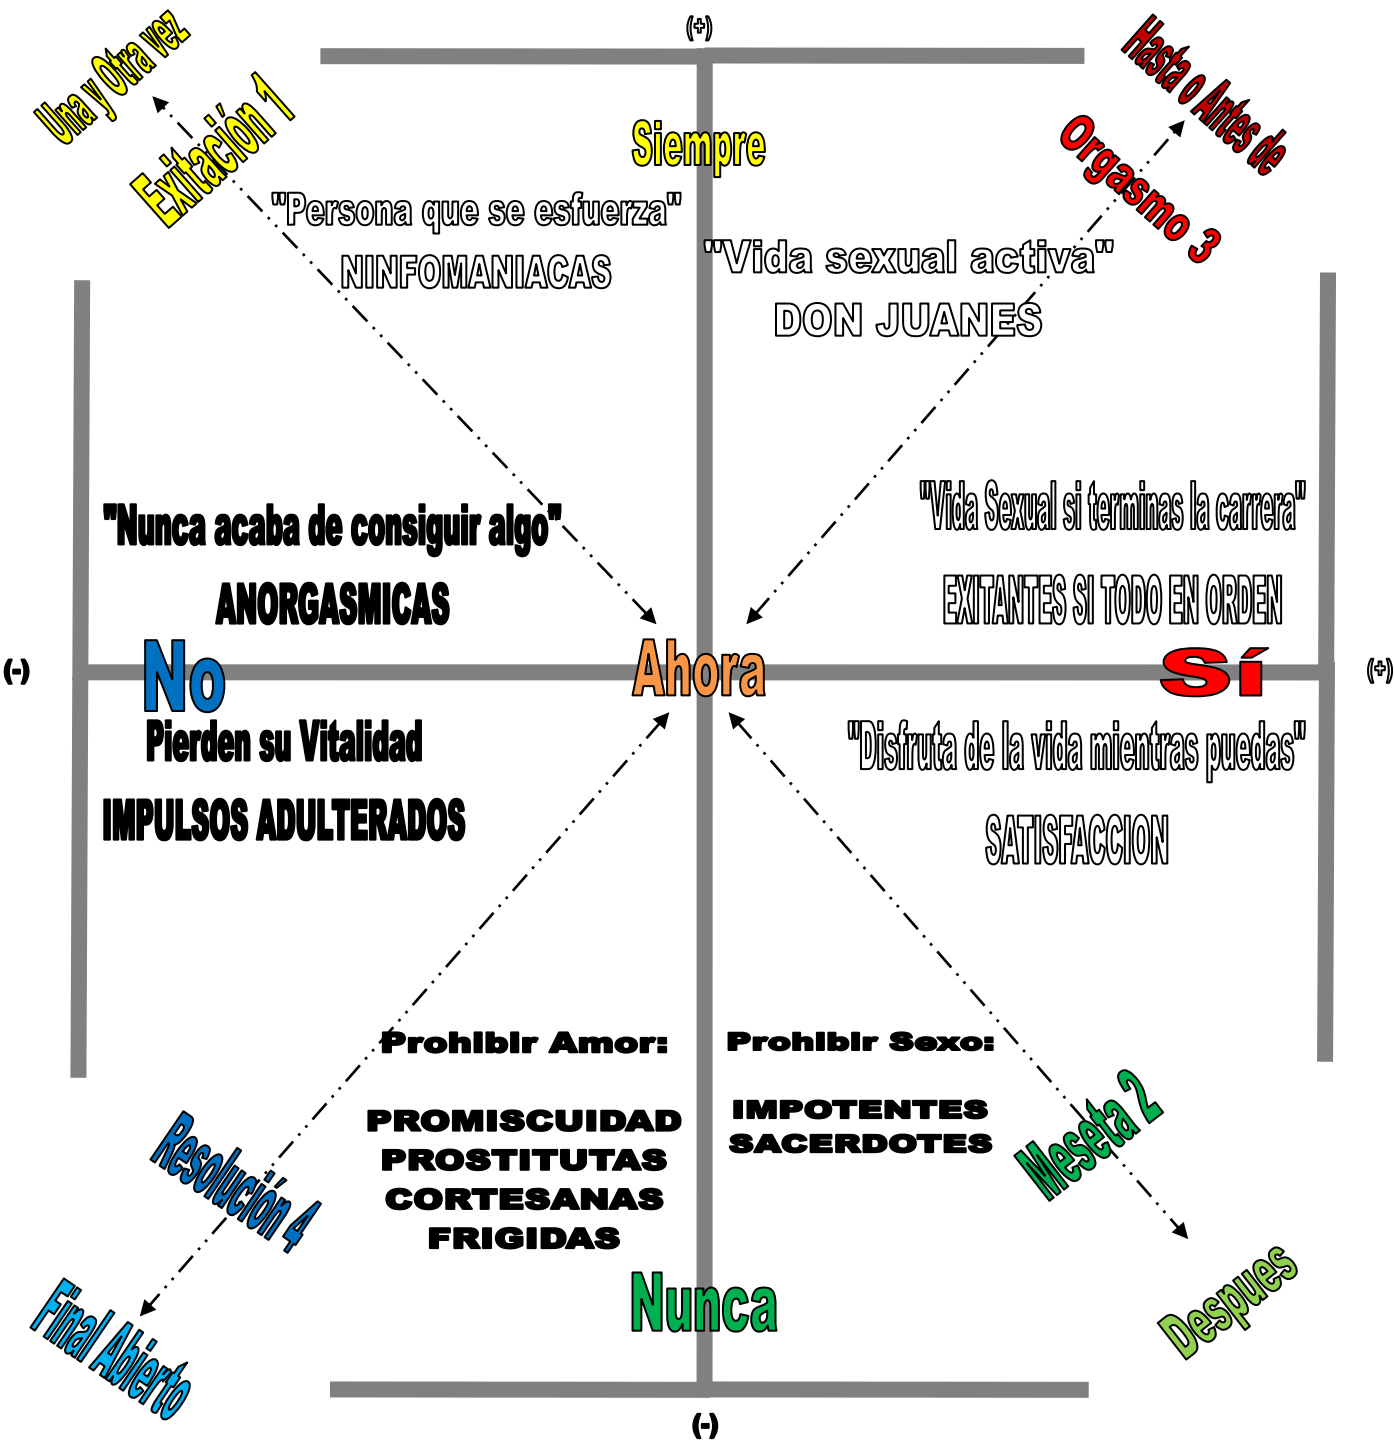 (+)
Una y Otra vez
Exitación 1
Hasta o Antes de
Orgasmo 3
Siempre
"Persona que se esfuerza"
NINFOMANIACAS
"Vida sexual activa"
DON JUANES
"Nunca acaba de consiguir algo"
ANORGASMICAS
"Vida Sexual si terminas la carrera"
EXITANTES SI TODO EN ORDEN
(-)
No
Ahora
Sí
(+)
Pierden su Vitalidad
IMPULSOS ADULTERADOS
"Disfruta de la vida mientras puedas"
SATISFACCION
Prohibir Amor:
PROMISCUIDAD
PROSTITUTAS
CORTESANAS
FRIGIDAS
Prohibir Sexo:
IMPOTENTES
SACERDOTES
Meseta 2
Resolución 4
Nunca
Final Abierto
Despues
(-)